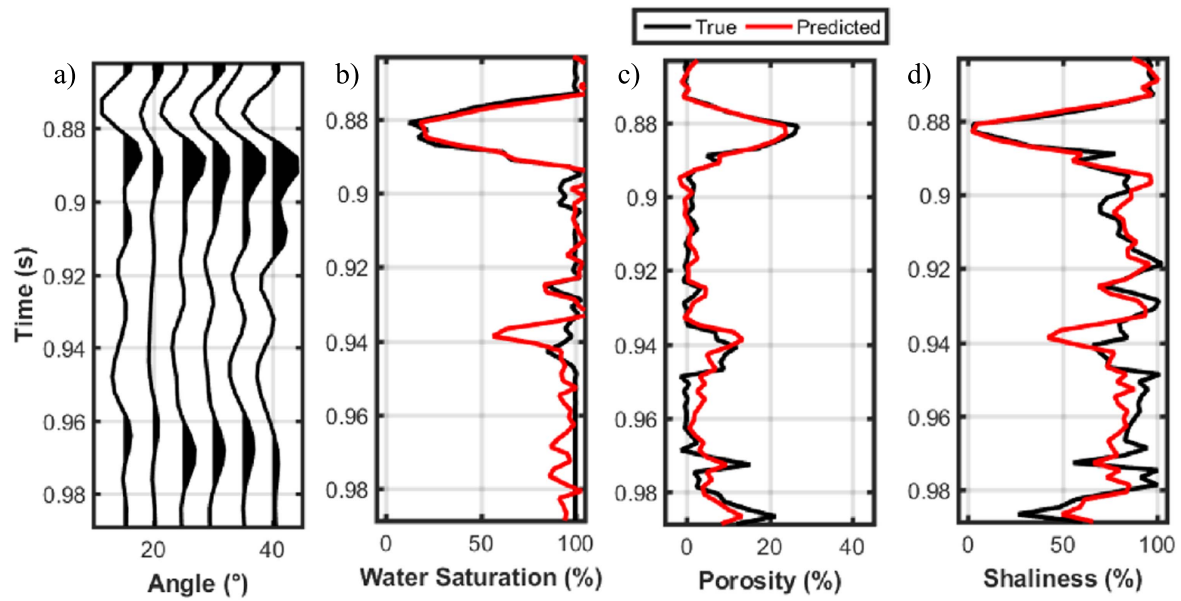 True Predicted
a) b) c) d)
Time (s)
0.88
0.9
0.92
0.94
0.96
0.98
20 40
Angle (°)
0.88
0.9
0.92
0.94
0.96
0.98
0 50 100
Water Saturation (%)
0.88
0.9
0.92
0.94
0.96
0.98
0 20 40
Porosity (%)
0.88
0.9
0.92
0.94
0.96
0.98
0 50 100
Shaliness (%)